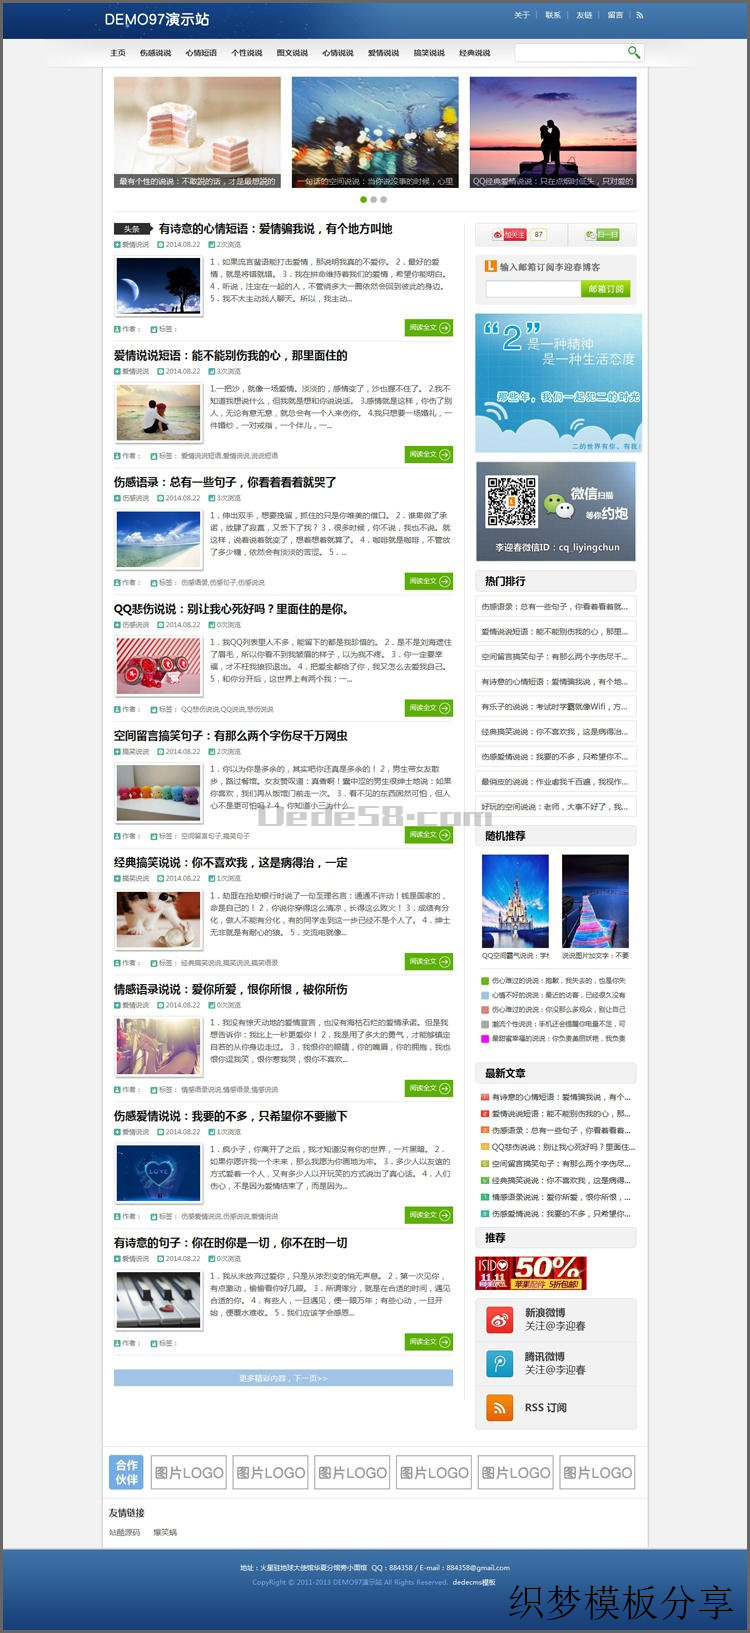 DEMO97演示站
关于 联系 友链 留言
主页 伤感说说 心情短语 个性说说 图文说说 心情说说 爱情说说 搞笑说说 经典说说
最有个性的说说：不敢説的话，才是最想説的
一句话的空间说说：当你说没事的时候，心里
QQ经典爱情说说：只在点烟时低头，只对爱的
头条 有诗意的心情短语：爱情骗我说，有个地方叫地
爱情说说 2014.08.22 2次浏览
1．如果流言蜚语能打击爱情，那说明我真的不爱你。 2．最好的爱
情，就是将错就错。 3．我在拼命维持着我们的爱情，希望你能明白。
4．听说，注定在一起的人，不管绕多大一圈依然会回到彼此的身边。
5．我不太主动找人聊天。所以，我主动...
作者： 标签：
阅读全文
爱情说说短语：能不能别伤我的心，那里面住的
爱情说说 2014.08.22 3次浏览
1.一把沙，就像一场爱情。淡淡的，感情变了，沙也握不住了。 2.我不
知道我想说什么，但我就是想和你说说话。 3.感情就是这样，你伤了别
人，无论有意无意，就总会有一个人来伤你。 4.我只想要一场婚礼，一
件婚纱，一对戒指，一个伴儿，一...
作者： 标签： 爱情说说短语,爱情说说,说说短语
阅读全文
伤感语录：总有一些句子，你看着看着就哭了
伤感说说 2014.08.22 3次浏览
1．伸出双手，想要挽留，抓住的只是你唯美的借口。 2．谁卑微了承
诺，放肆了寂寞，又丢下了我？ 3．很多时候，你不说，我也不说。就
这样，说着说着就变了，想着想着就算了。 4．咖啡就是咖啡，不管放
了多少糖，依然会有淡淡的苦涩。 5．...
作者： 标签： 伤感语录,伤感句子,伤感说说
阅读全文
QQ悲伤说说：别让我心死好吗？里面住的是你。
伤感说说 2014.08.22 0次浏览
1．我QQ列表里人不多，能留下的都是我珍惜的。 2．是不是刘海遮住
了眉毛，所以你看不到我皱眉的样子，以为我不疼。 3．你一定要幸
福，才不枉我狼狈退出。 4．把爱全都给了你，我又怎么去爱我自己。
5．和你分开后，这世界上有两个我：一...
作者： 标签： QQ悲伤说说,QQ说说,悲伤说说
阅读全文
空间留言搞笑句子：有那么两个字伤尽千万网虫
搞笑说说 2014.08.22 2次浏览
1．你以为你是多余的，其实吧你还真是多余的！ 2．男生带女友散
步，路过餐馆。女友赞叹道：真香啊！囊中涩的男生很绅士地说：如果
你喜欢，我们再从饭馆门前走一次。 3．看不见的东西固然可怕，但人
心不是更可怕吗？ 4．你知道小三为什么...
Dede58.com
作者： 标签： 空间留言句子,搞笑句子
阅读全文
经典搞笑说说：你不喜欢我，这是病得治，一定
搞笑说说 2014.08.22 1次浏览
1．劫匪在抢劫银行时说了一句至理名言：通通不许动！钱是国家的，
命是自己的！ 2．你说你穿得这么清凉，长得这么败火！ 3．成绩有分
化，做人不能有分化，有的同学走到这一步已经不是个人了。 4．绅士
无非就是有耐心的狼。 5．交流电就像...
作者： 标签： 经典搞笑说说,搞笑说说,搞笑语录
阅读全文
情感语录说说：爱你所爱，恨你所恨，被你所伤
爱情说说 2014.08.22 0次浏览
1．我没有惊天动地的爱情宣言，也没有海枯石烂的爱情承诺。但是我
想告诉你：我比上一秒更爱你！ 2．我是用了多大的勇气，才能够镇定
自若的从你身边走过。 3．我恨你的眼睛，你的嘴唇，你的拥抱，我也
恨你逗我笑，恨你惹我哭，恨你不喜欢...
作者： 标签： 情感语录说说,情感语录,情感说说
阅读全文
伤感爱情说说：我要的不多，只希望你不要撇下
爱情说说 2014.08.22 1次浏览
1．疯小子，你离开了之后，我才知道没有你的世界，一片黑暗。 2．
如果你愿许我一个未来，那么我愿为你画地为牢。 3．多少人以友谊的
方式爱着一个人，又有多少人以开玩笑的方式说出了真心话。 4．人们
伤心，不是因为爱情结束了，而是因为...
作者： 标签： 伤感爱情说说,伤感说说,爱情说说
阅读全文
有诗意的句子：你在时你是一切，你不在时一切
爱情说说 2014.08.22 0次浏览
1．我从未放弃过爱你，只是从浓烈变的悄无声息。 2．第一次见你，
有点激动，偷偷看你好几眼。 3．所谓缘分，就是在合适的时间，遇见
合适的你。 4．有些人，一旦遇见，便一眼万年；有些心动，一旦开
始，便覆水难收。 5．我们应该学会感恩...
作者： 标签：
阅读全文
更多精彩内容，下一页>>
加关注 87 扫一扫
输入邮箱订阅李迎春博客
邮箱订阅
“2”是一种精神
是一种生活态度
那些年，我们一起犯二的时光
二的世界有你、有我!
微信扫描
等你约炮
李迎春微信ID：cq_liyingchun
热门排行
伤感语录：总有一些句子，你看着看着就...
爱情说说短语：能不能别伤我的心，那里...
空间留言搞笑句子：有那么两个字伤尽千...
有诗意的心情短语：爱情骗我说，有个地...
有乐子的说说：考试时学霸就像Wifi，方...
经典搞笑说说：你不喜欢我，这是病得治...
伤感爱情说说：我要的不多，只希望你不...
最俏皮的说说：作业虐我千百遍，我视作...
好玩的空间说说：老师，大事不好了，我...
随机推荐
QQ空间霸气说说：学
说说图片加文字：不要
伤心难过的说说：抱歉，我失去的，也是你失
心情不好的说说：最近的访客，已经很久没有
伤心难过的说说：你没那么多观众，别让自己
潮流个性说说：手机还会提醒你电量不足，可
最甜蜜幸福的说说：你负责美丽妖艳，我负责
最新文章
1 有诗意的心情短语：爱情骗我说，有个...
2 爱情说说短语：能不能别伤我的心，那...
3 伤感语录：总有一些句子，你看着看着...
4 QQ悲伤说说：别让我心死好吗？里面住...
5 空间留言搞笑句子：有那么两个字伤尽...
6 经典搞笑说说：你不喜欢我，这是病得...
7 情感语录说说：爱你所爱，恨你所恨，...
8 伤感爱情说说：我要的不多，只希望你...
推荐
ISIDO 11.11 50% 苹果配件 5折包邮!
新浪微博
关注@李迎春
腾讯微博
关注@李迎春
RSS 订阅
合作
伙伴
图片LOGO 图片LOGO 图片LOGO 图片LOGO 图片LOGO 图片LOGO
友情链接
站酷源码 爆笑蜗
地址：火星驻地球大使馆华夏分馆旁小面馆 QQ：884358 / E-mail：884358@gmail.com
CopyRight © 2011-2013 DEMO97演示站 All Rights Reserved. dedecms模板
织梦模板分享